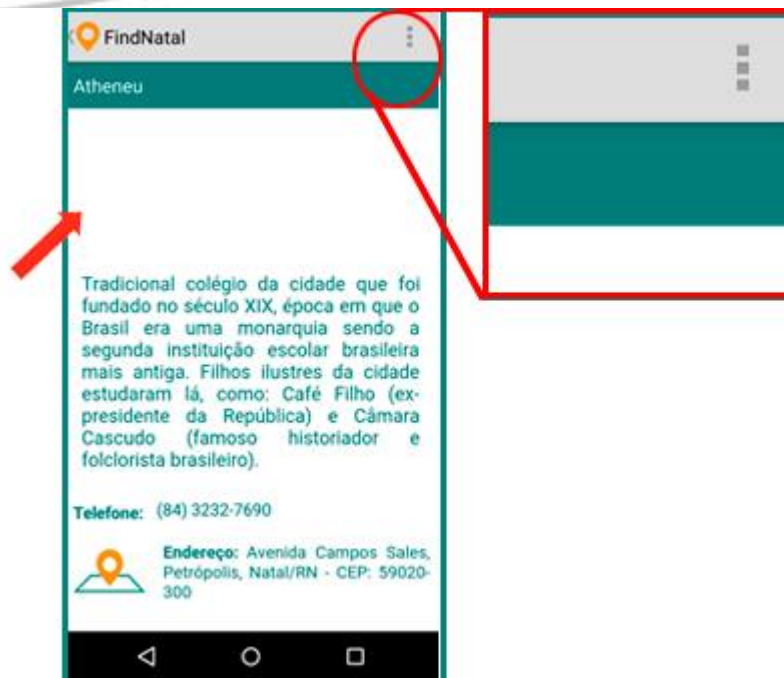 FindNatal
Atheneu
Tradicional colégio da cidade que foi
fundado no século XIX, época em que o
Brasil era uma monarquia sendo a
segunda instituição escolar brasileira
mais antiga. Filhos ilustres da cidade
estudaram lá, como: Café Filho (ex-
presidente da República) e Câmara
Cascudo (famoso historiador e
folclorista brasileiro).
Telefone: (84) 3232-7690
Endereço: Avenida Campos Sales,
Petrópolis, Natal/RN - CEP: 59020-
300